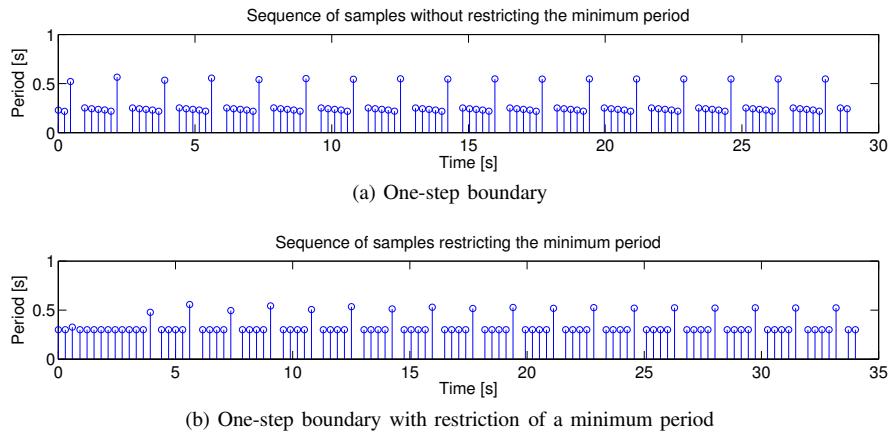 Sequence of samples without restricting the minimum period
1
0.5
0
Period [s]
0 5 10 15 20 25 30
Time [s]
(a) One-step boundary
Sequence of samples restricting the minimum period
1
0.5
0
Period [s]
0 5 10 15 20 25 30 35
Time [s]
(b) One-step boundary with restriction of a minimum period